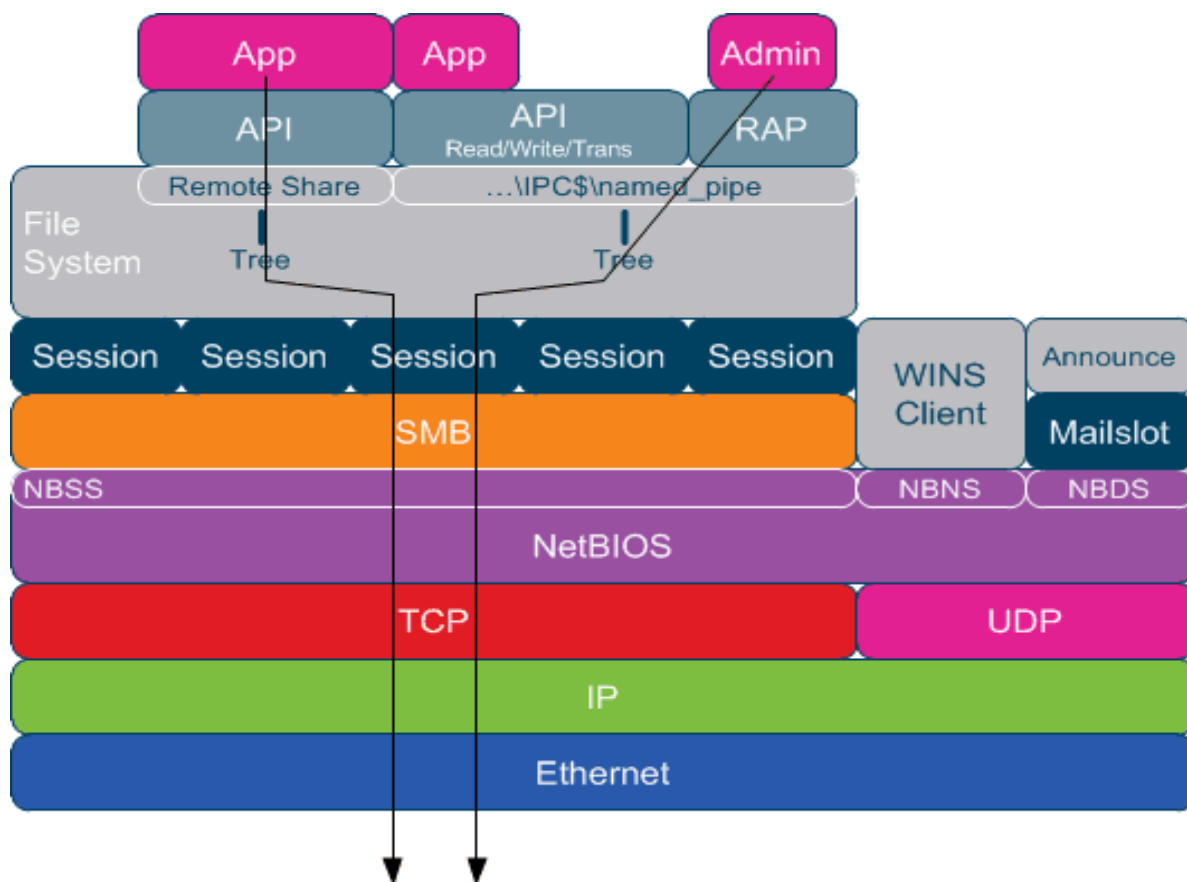 App
App
Admin
API
API
Read/Write/Trans
RAP
Remote Share
...\IPC$\named_pipe
File
System
Tree
Tree
Session
Session
Session
Session
Session
WINS
Client
Announce
SMB
Mailslot
NBSS
NBNS
NBDS
NetBIOS
TCP
UDP
IP
Ethernet